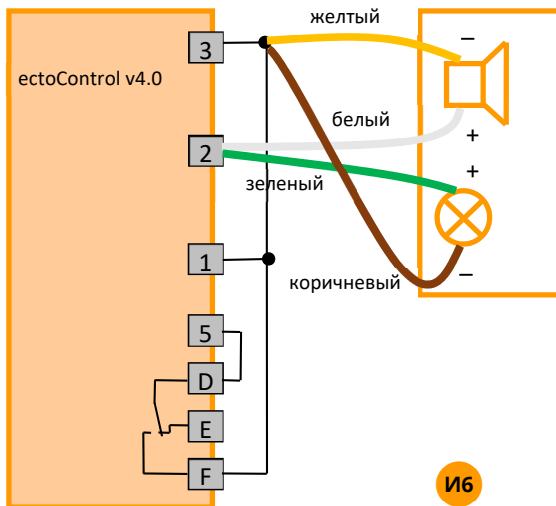 желтый
–
3
ectoControl v4.0
белый
+
2
+
зеленый
1
коричневый
–
5
D
E
F
И6